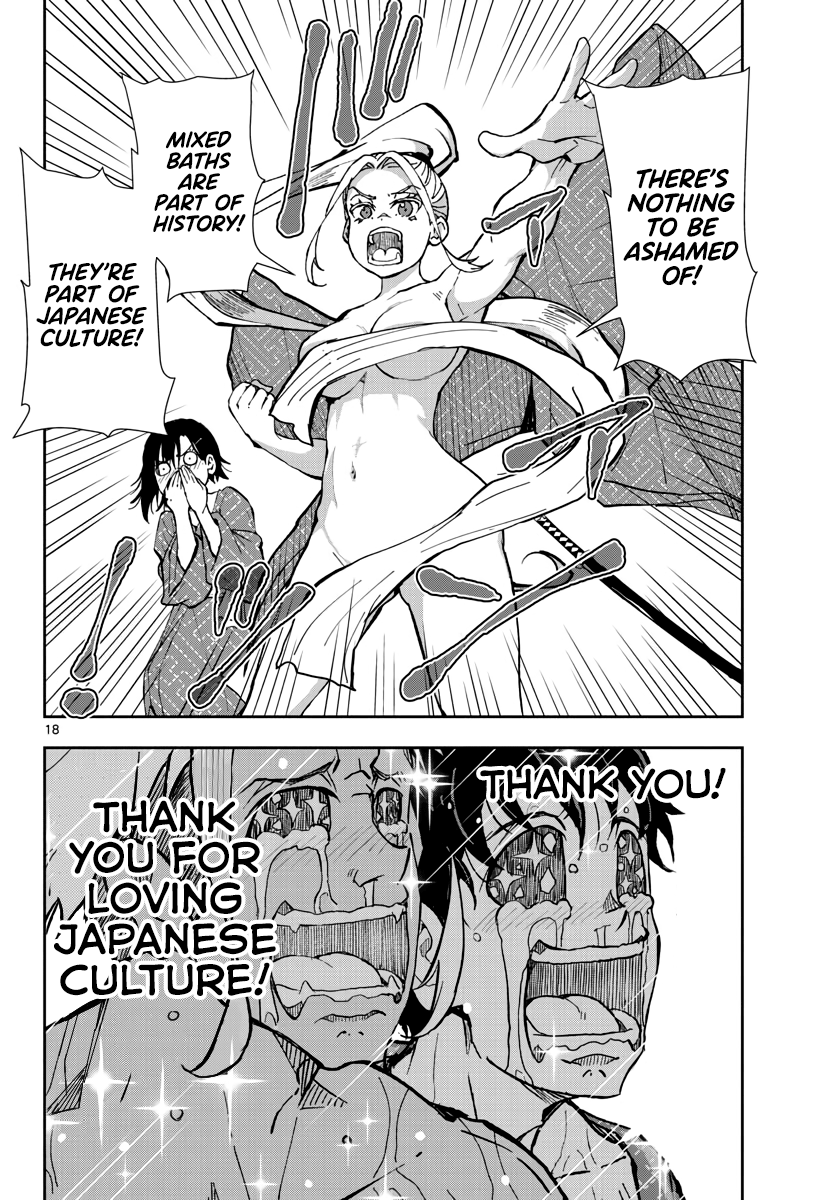 THERE'S
NOTHING
TO BE
ASHAMED
OF!
MIXED
BATHS
ARE
PART OF
HISTORY!
THEY'RE
PART OF
JAPANESE
CULTURE!
18
THANK YOU!
THANK
YOU FOR
LOVING
JAPANESE
CULTURE!